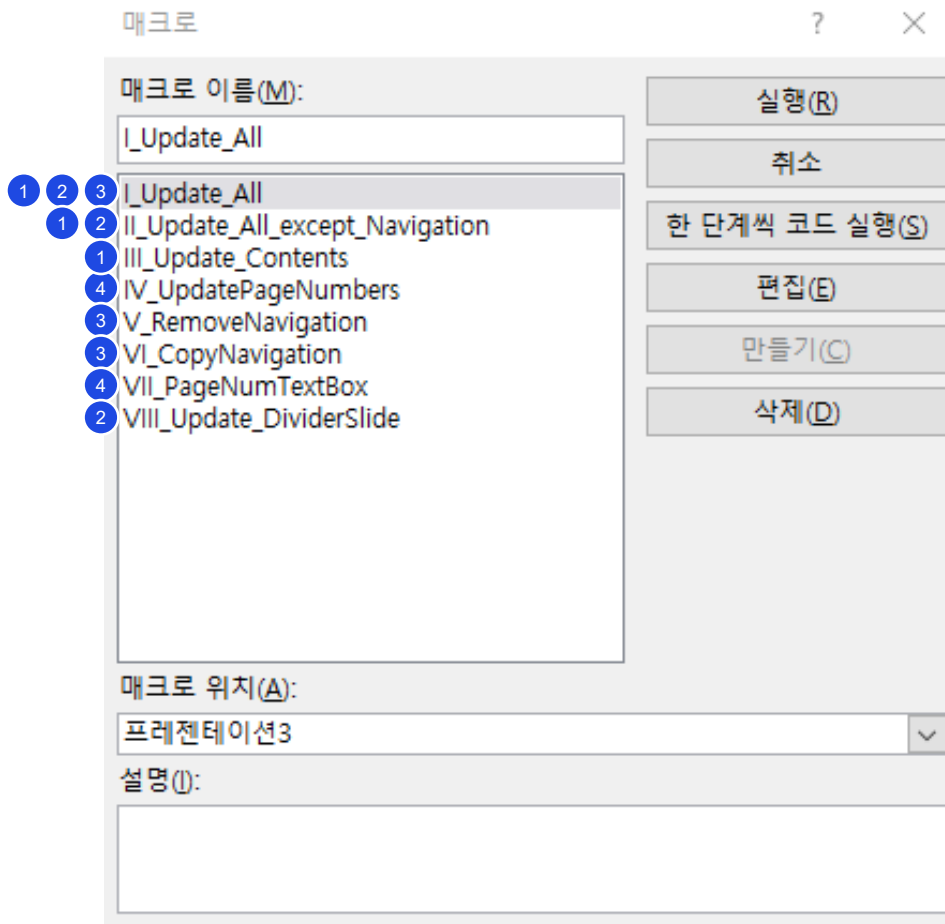 매크로 ? ×
매크로 이름(M):
I_Update_All
실행(R)
취소
한 단계씩 코드 실행(S)
편집(E)
만들기(C)
삭제(D)
1 2 3 I_Update_All
1 2 II_Update_All_except_Navigation
1 III_Update_Contents
4 IV_UpdatePageNumbers
3 V_RemoveNavigation
3 VI_CopyNavigation
4 VII_PageNumTextBox
2 VIII_Update_DividerSlide
매크로 위치(A):
프레젠테이션3
설명(I):